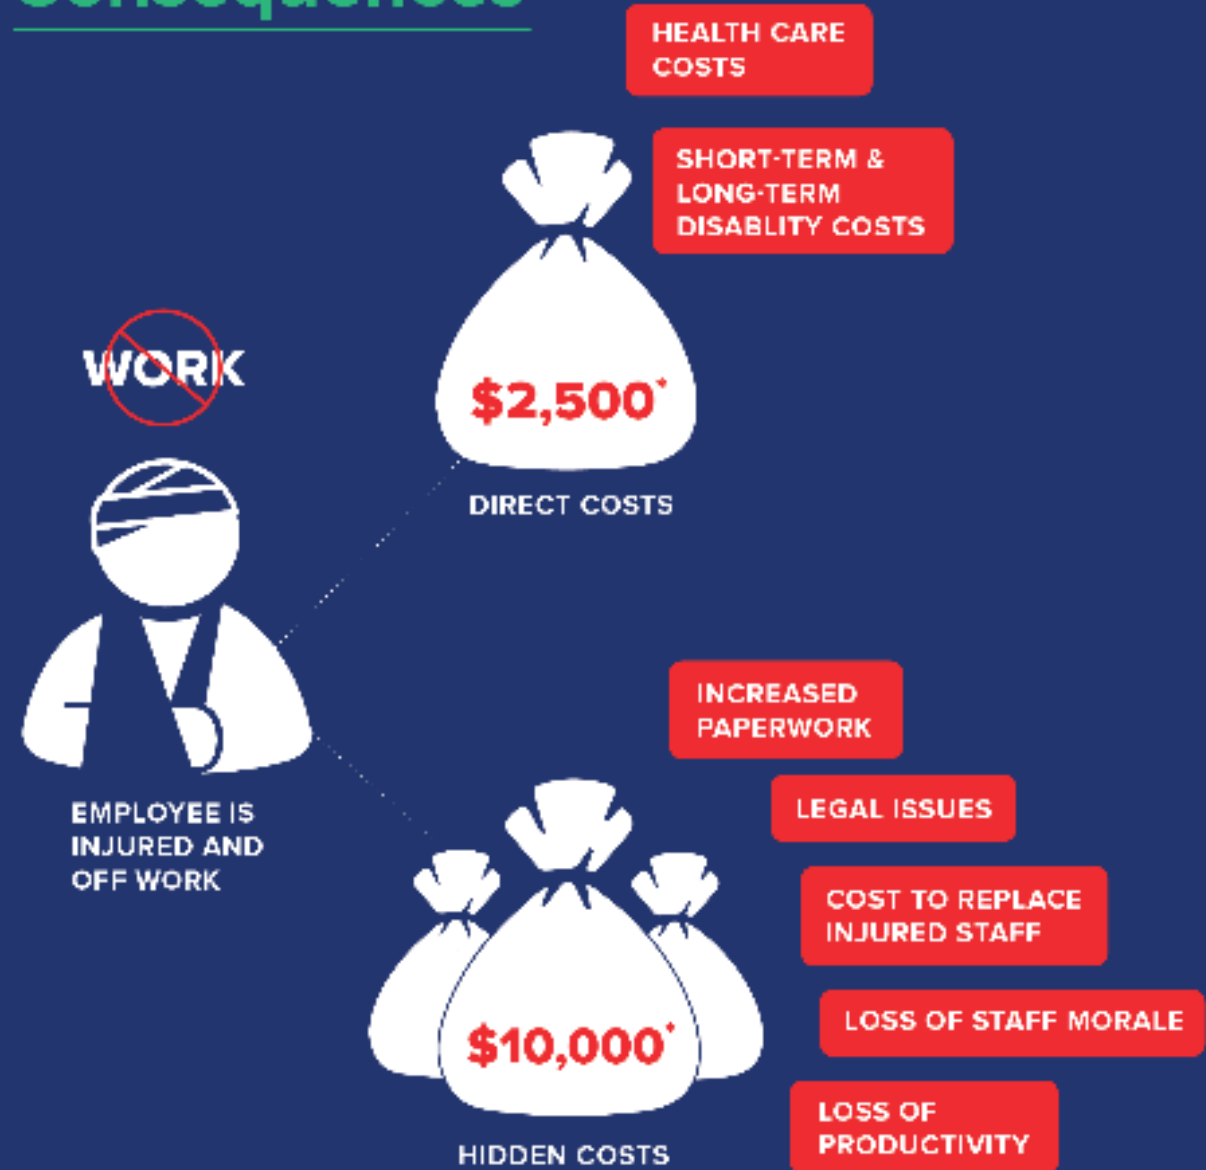 Consequences
HEALTH CARE
COSTS
SHORT-TERM &
LONG-TERM
DISABLITY COSTS
WORK
$2,500*
DIRECT COSTS
EMPLOYEE IS
INJURED AND
OFF WORK
INCREASED
PAPERWORK
LEGAL ISSUES
COST TO REPLACE
INJURED STAFF
LOSS OF STAFF MORALE
$10,000*
LOSS OF
PRODUCTIVITY
HIDDEN COSTS